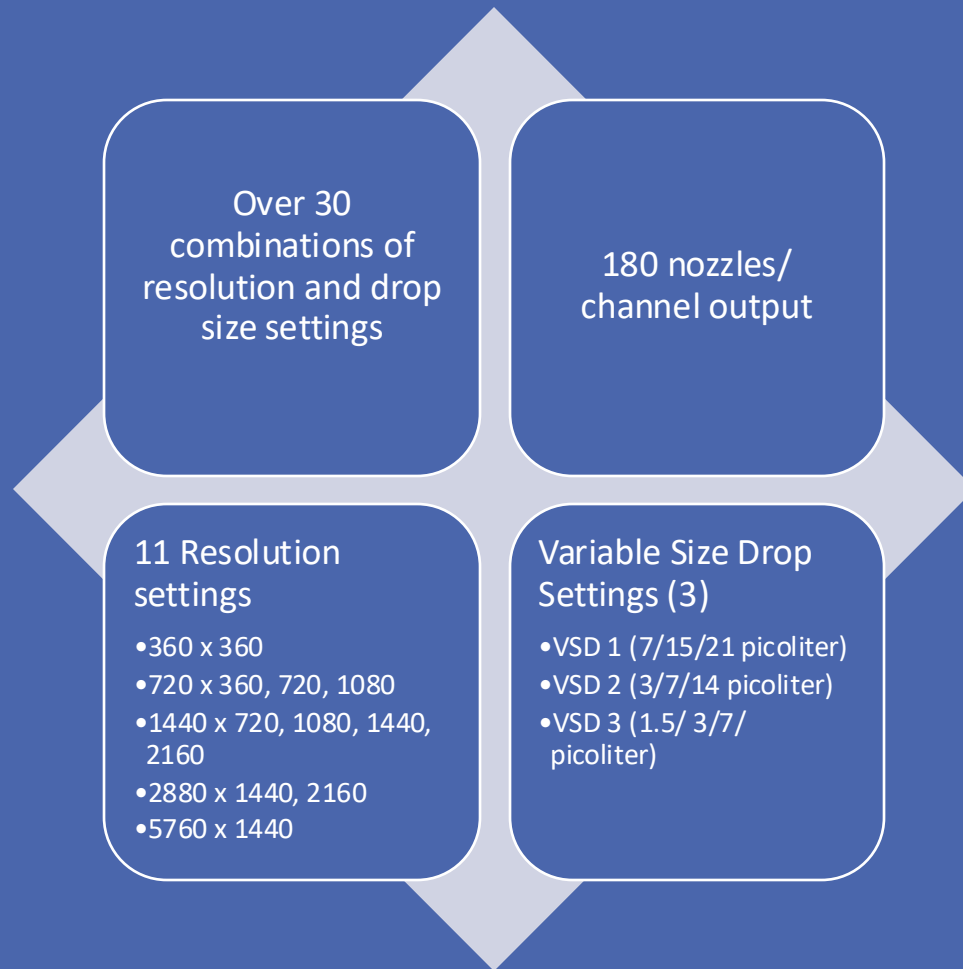 Over 30
combinations of
resolution and drop
size settings
180 nozzles/
channel output
11 Resolution
settings
•360 x 360
•720 x 360, 720, 1080
•1440 x 720, 1080, 1440,
2160
•2880 x 1440, 2160
•5760 x 1440
Variable Size Drop
Settings (3)
•VSD 1 (7/15/21 picoliter)
•VSD 2 (3/7/14 picoliter)
•VSD 3 (1.5/ 3/7/
picoliter)